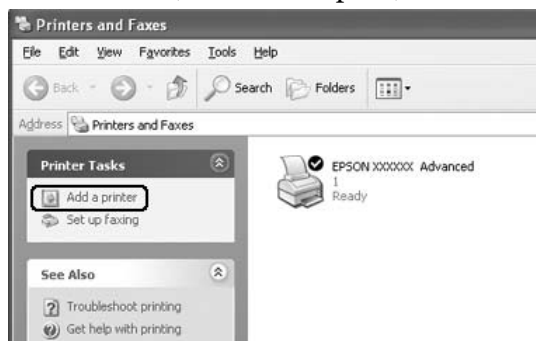 Printers and Faxes
File Edit View Favorites Tools Help
Back Search Folders
Address Printers and Faxes
Printer Tasks
Add a printer
Set up faxing
See Also
Troubleshoot printing
Get help with printing
EPSON XXXXXX Advanced
1
Ready